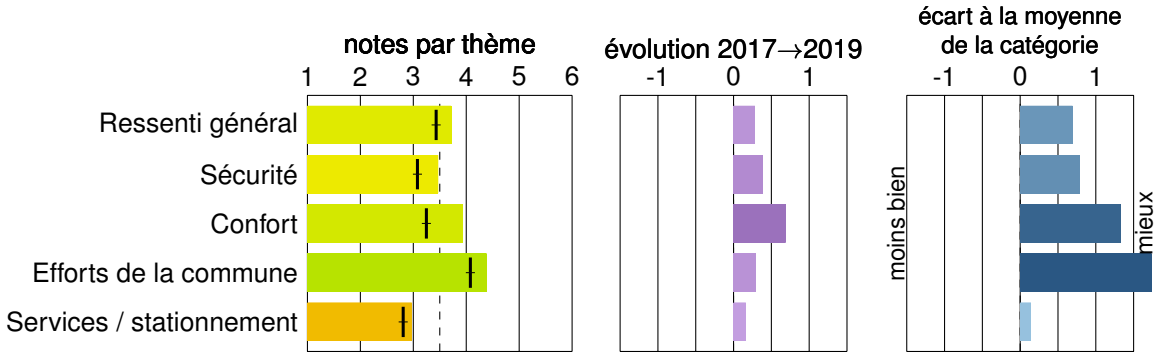 notes par thème
1 2 3 4 5 6
évolution 2017→2019
-1 0 1
écart à la moyenne
de la catégorie
-1 0 1
Ressenti général
Sécurité
Confort
Efforts de la commune
Services / stationnement
moins bien
mieux